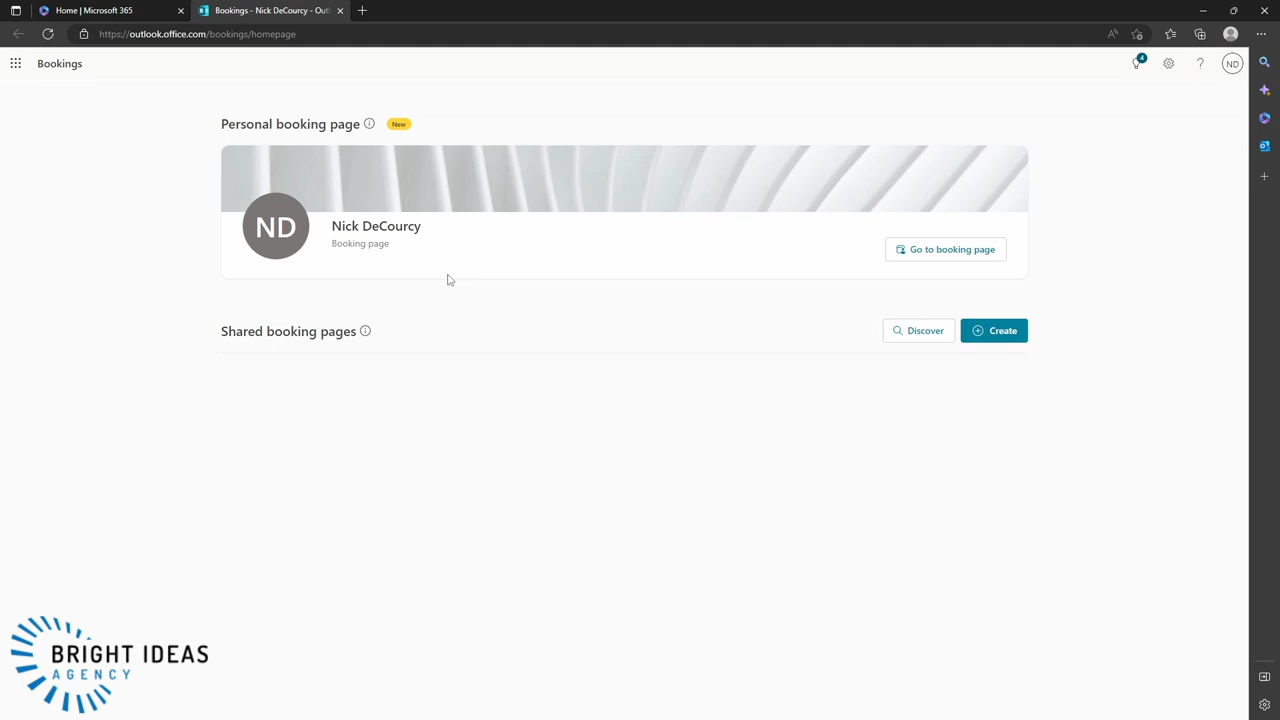 Home | Microsoft 365
Bookings - Nick DeCourcy - Outl
https://outlook.office.com/bookings/homepage
Bookings
4
ND
Personal booking page
New
ND
Nick DeCourcy
Booking page
Go to booking page
Shared booking pages
Discover
Create
BRIGHT IDEAS
AGENCY